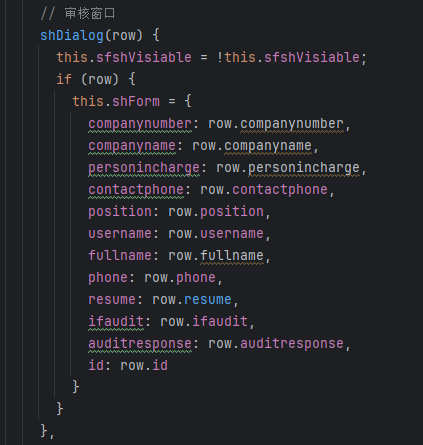 // 审核窗口
shDialog(row) {
  this.sfshVisiable = !this.sfshVisiable;
  if (row) {
    this.shForm = {
      companynumber: row.companynumber,
      companyname: row.companyname,
      personincharge: row.personincharge,
      contactphone: row.contactphone,
      position: row.position,
      username: row.username,
      fullname: row.fullname,
      phone: row.phone,
      resume: row.resume,
      ifaudit: row.ifaudit,
      auditresponse: row.auditresponse,
      id: row.id
    }
  }
},